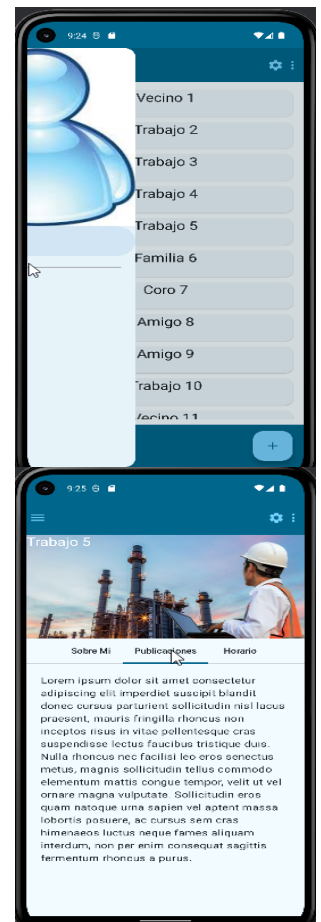 9:24
Vecino 1
Trabajo 2
Trabajo 3
Trabajo 4
Trabajo 5
Familia 6
Coro 7
Amigo 8
Amigo 9
Trabajo 10
Vecino 11
+
9:25
Trabajo 5
Sobre Mi Publicaciones Horario
Lorem ipsum dolor sit amet consectetur
adipiscing elit imperdiet suscipit blandit
donec cursus parturient sollicitudin nisl lacus
praesent, mauris fringilla rhoncus non
inceptos risus in vitae pellentesque cras
suspendisse lectus faucibus tristique duis.
Nulla rhoncus nec facilisi leo eros senectus
metus, magnis sollicitudin tellus commodo
elementum mattis congue tempor, velit ut vel
ornare magna vulputate. Sollicitudin eros
quam natoque urna sapien vel aptent massa
lobortis posuere, ac cursus sem cras
himenaeos luctus neque fames aliquam
interdum, non per enim consequat sagittis
fermentum rhoncus a purus.